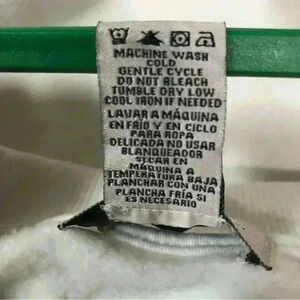 MACHINE WASH
COLD
GENTLE CYCLE
DO NOT BLEACH
TUMBLE DRY LOW
COOL IRON IF NEEDED
LAVAR A MÁQUINA
EN FRÍO Y EN CICLO
PARA ROPA
DELICADA NO USAR
BLANQUEADOR
SECAR EN
MÁQUINA A
TEMPERATURA BAJA
PLANCHAR CON UNA
PLANCHA FRÍA SI
ES NECESARIO